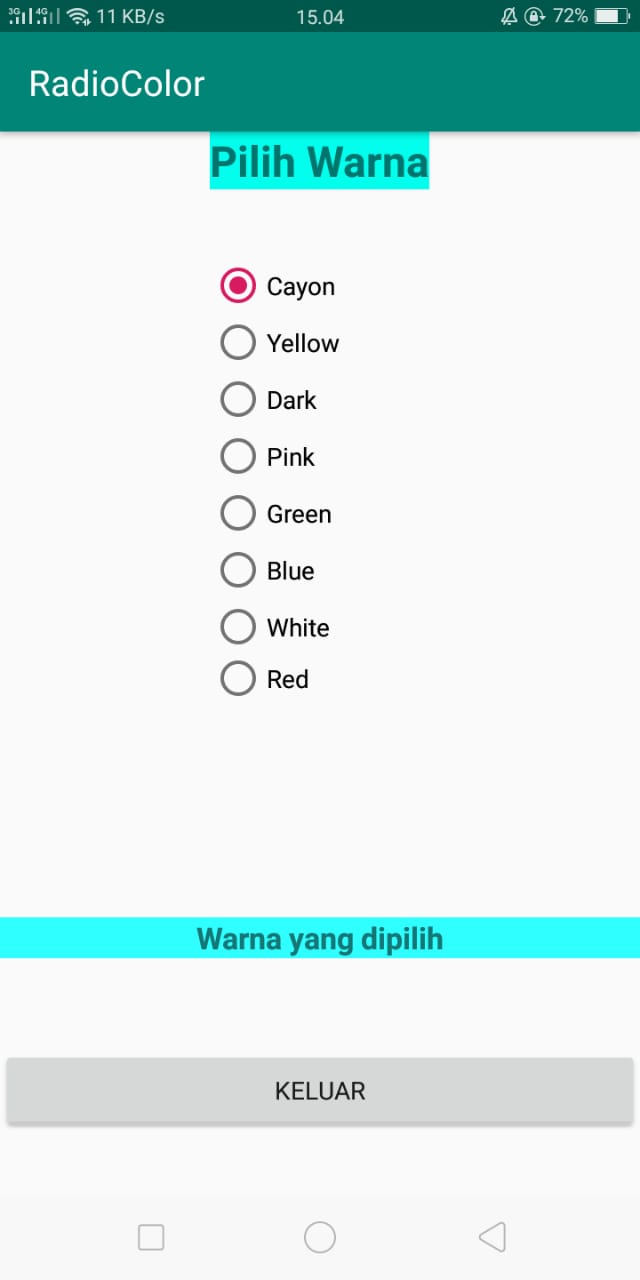 3G 4G 11 KB/s 15.04 72%
RadioColor
Pilih Warna
Cayon
Yellow
Dark
Pink
Green
Blue
White
Red
Warna yang dipilih
KELUAR